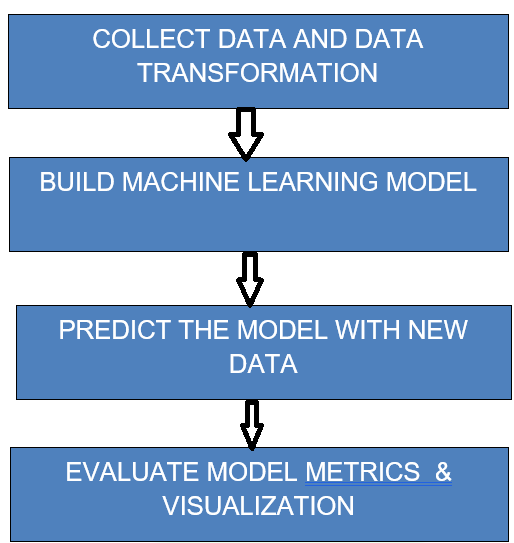 COLLECT DATA AND DATA
TRANSFORMATION
BUILD MACHINE LEARNING MODEL
PREDICT THE MODEL WITH NEW
DATA
EVALUATE MODEL METRICS  &
VISUALIZATION